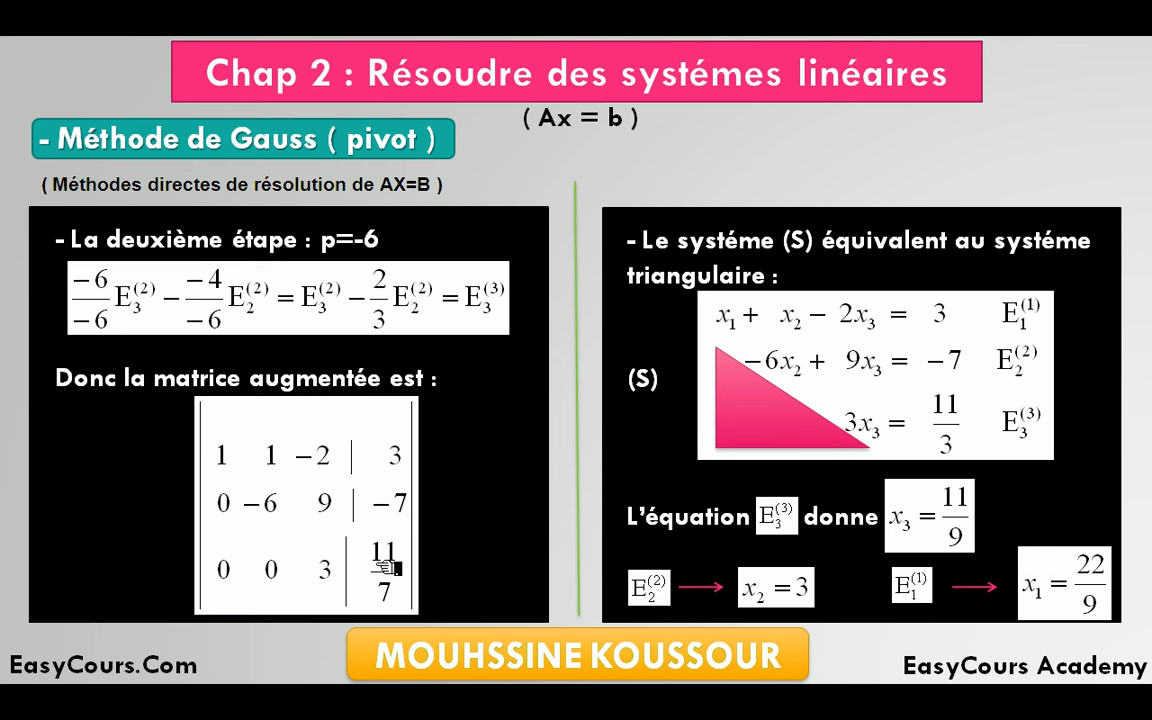 Chap 2 : Résoudre des systémes linéaires
( Ax = b )
- Méthode de Gauss ( pivot )
( Méthodes directes de résolution de AX=B )
- La deuxième étape : p=-6
−6/−6 E₃⁽²⁾ − −4/−6 E₂⁽²⁾ = E₃⁽²⁾ − 2/3 E₂⁽²⁾ = E₃⁽³⁾
Donc la matrice augmentée est :
1 1 −2 | 3
0 −6 9 | −7
0 0 3 | 11/7
- Le systéme (S) équivalent au systéme
triangulaire :
(S)
x₁ + x₂ − 2x₃ = 3 E₁⁽¹⁾
−6x₂ + 9x₃ = −7 E₂⁽²⁾
3x₃ = 11/3 E₃⁽³⁾
L'équation E₃⁽³⁾ donne x₃ = 11/9
E₂⁽²⁾ → x₂ = 3 E₁⁽¹⁾ → x₁ = 22/9
MOUHSSINE KOUSSOUR
EasyCours.Com
EasyCours Academy